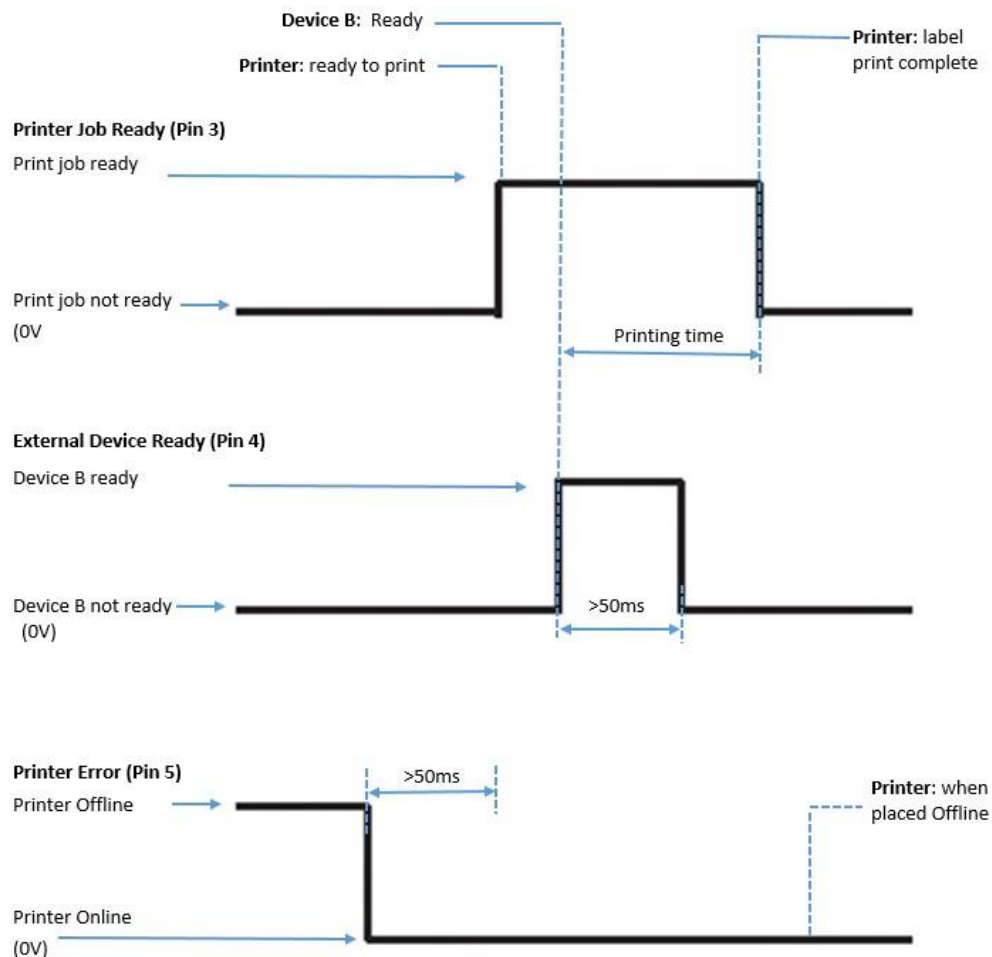 Device B: Ready
Printer: label
print complete
Printer: ready to print
Printer Job Ready (Pin 3)
Print job ready
Print job not ready
(0V
Printing time
External Device Ready (Pin 4)
Device B ready
Device B not ready
(0V)
>50ms
Printer Error (Pin 5)
>50ms
Printer Offline
Printer: when
placed Offline
Printer Online
(0V)